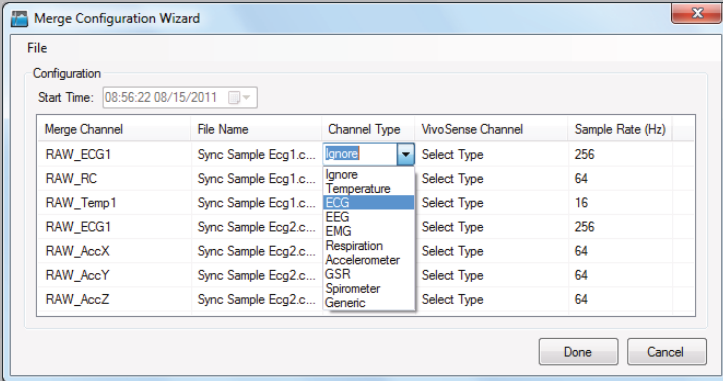 Merge Configuration Wizard
File
Configuration
Start Time: 08:56:22 08/15/2011
Merge Channel File Name Channel Type VivoSense Channel Sample Rate (Hz)
RAW_ECG1 Sync Sample Ecg1.c... Ignore Select Type 256
RAW_RC Sync Sample Ecg1.c... Select Type 64
RAW_Temp1 Sync Sample Ecg1.c... Select Type 16
RAW_ECG1 Sync Sample Ecg2.c... Select Type 256
RAW_AccX Sync Sample Ecg2.c... Select Type 64
RAW_AccY Sync Sample Ecg2.c... Select Type 64
RAW_AccZ Sync Sample Ecg2.c... Select Type 64
Ignore
Temperature
ECG
EEG
EMG
Respiration
Accelerometer
GSR
Spirometer
Generic
Done Cancel